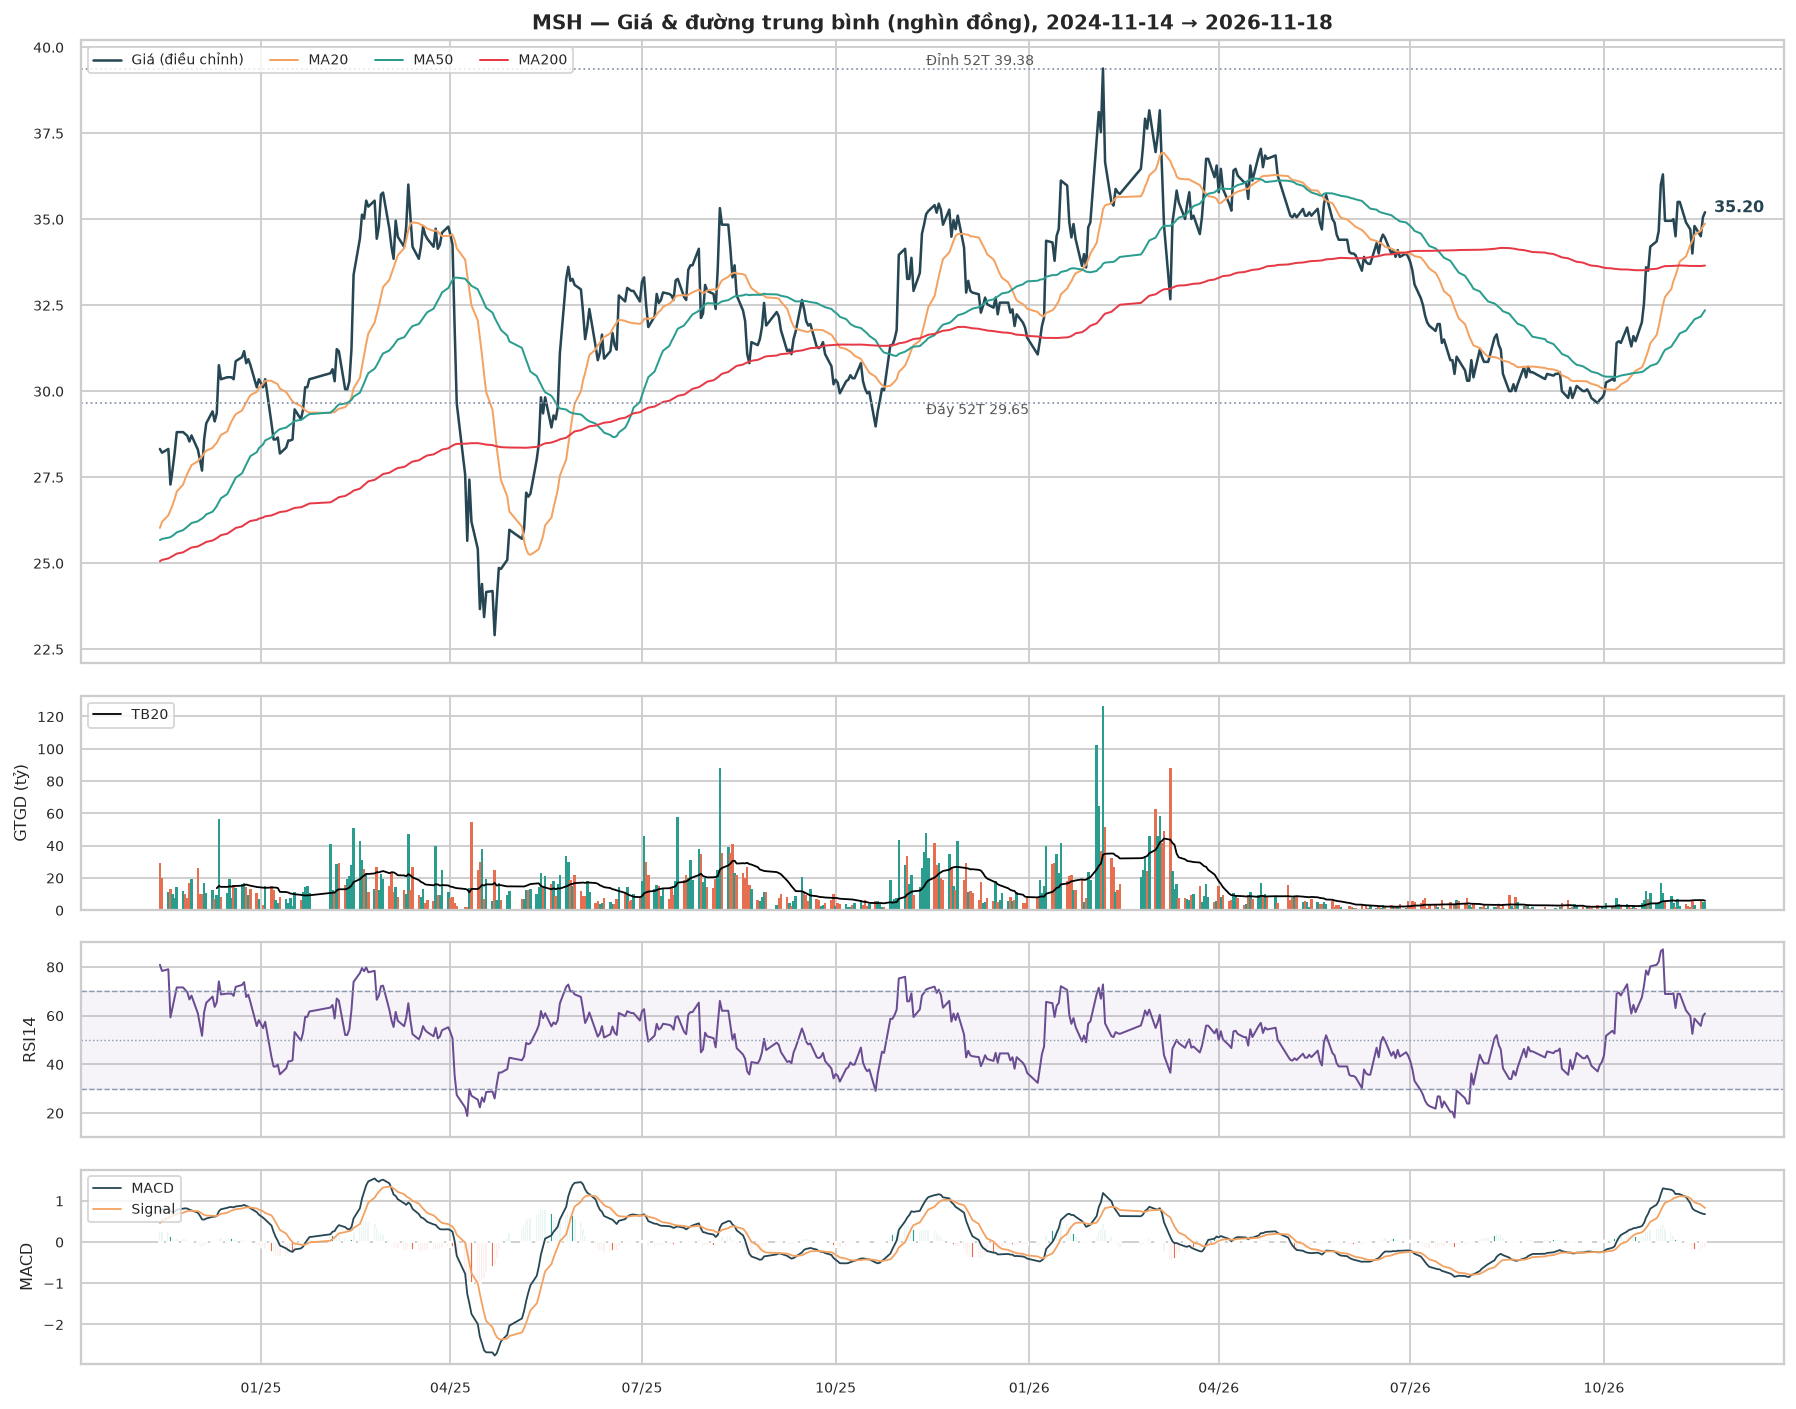 MSH — Giá & đường trung bình (nghìn đồng), 2024-11-14 → 2026-11-18
40.0
37.5
35.0
32.5
30.0
27.5
25.0
22.5
Giá (điều chỉnh) MA20 MA50 MA200
Đỉnh 52T 39.38
35.20
Đáy 52T 29.65
GTGD (tỷ)
120
100
80
60
40
20
0
TB20
RSI14
80
60
40
20
MACD
1
0
−1
−2
MACD
Signal
01/25 04/25 07/25 10/25 01/26 04/26 07/26 10/26